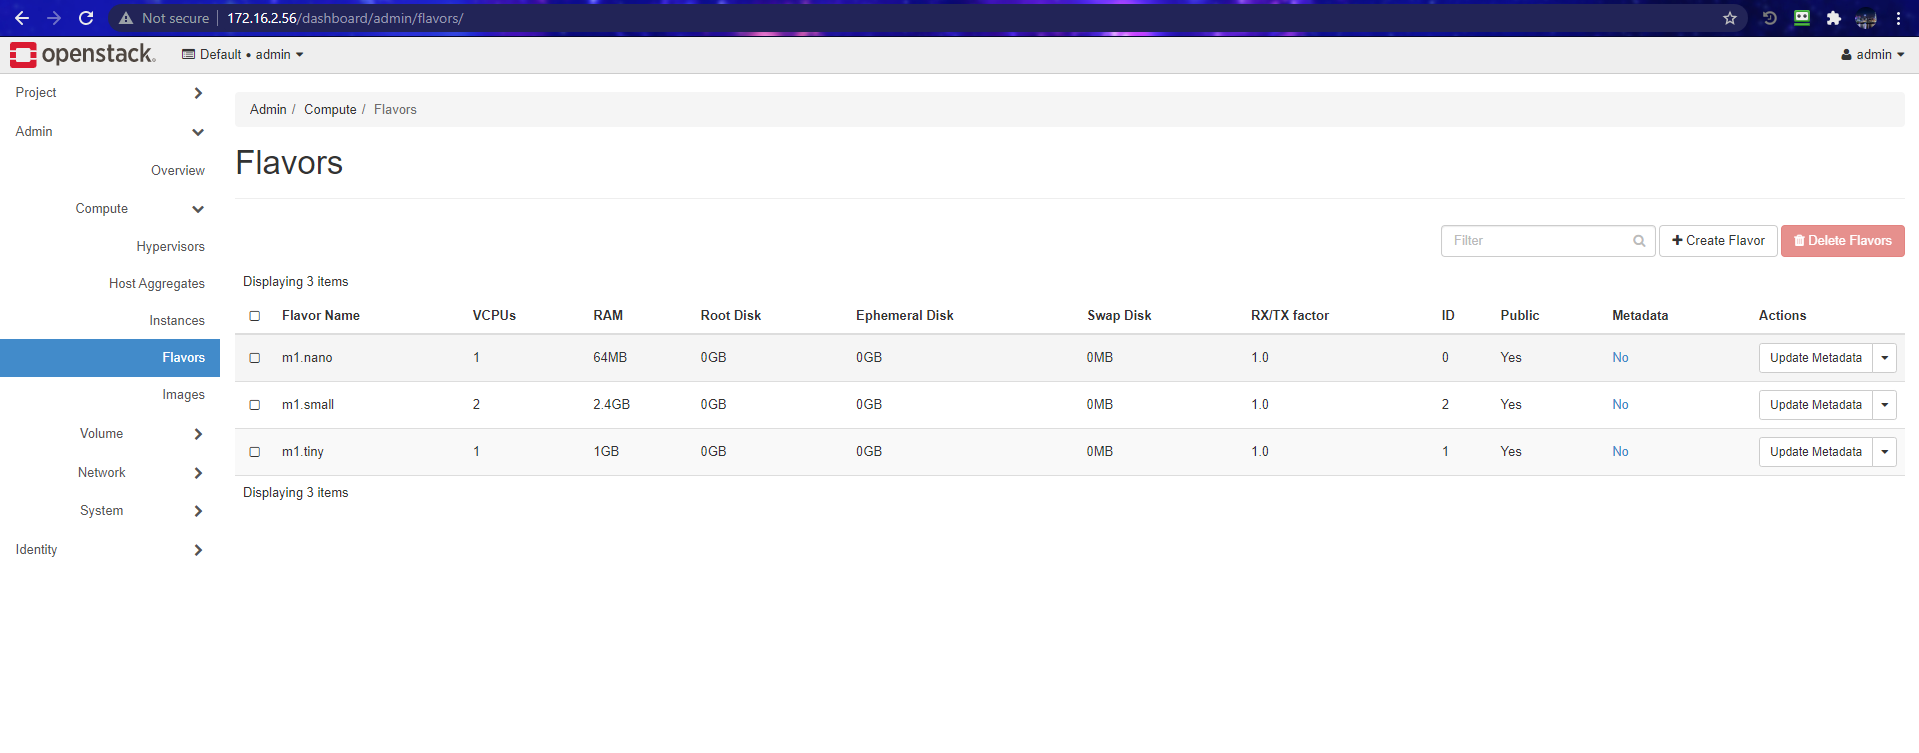 Not secure 172.16.2.56/dashboard/admin/flavors/
openstack. Default • admin admin
Project
Admin
Overview
Compute
Hypervisors
Host Aggregates
Instances
Flavors
Images
Volume
Network
System
Identity
Admin / Compute / Flavors
Flavors
Filter Create Flavor Delete Flavors
Displaying 3 items
Flavor Name VCPUs RAM Root Disk Ephemeral Disk Swap Disk RX/TX factor ID Public Metadata Actions
m1.nano 1 64MB 0GB 0GB 0MB 1.0 0 Yes No Update Metadata
m1.small 2 2.4GB 0GB 0GB 0MB 1.0 2 Yes No Update Metadata
m1.tiny 1 1GB 0GB 0GB 0MB 1.0 1 Yes No Update Metadata
Displaying 3 items